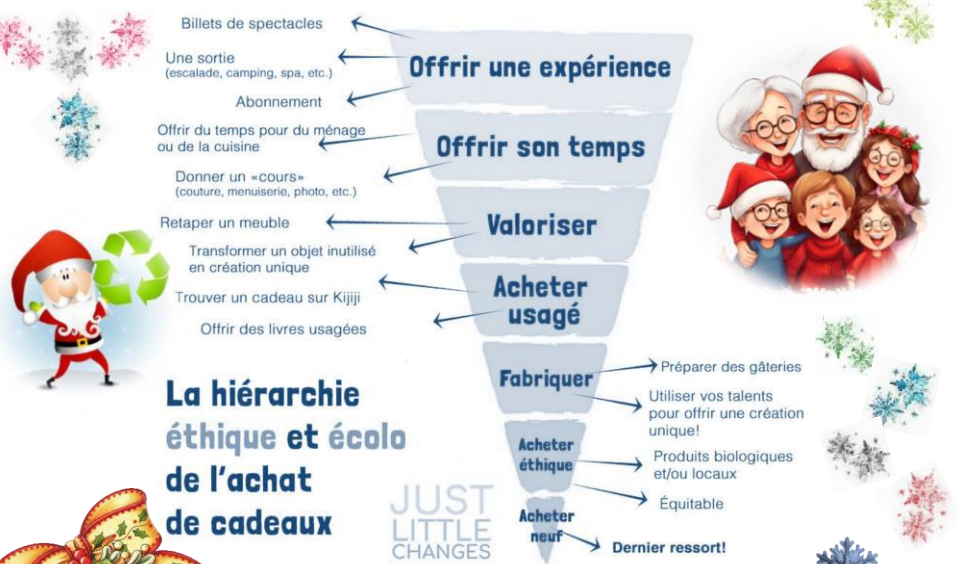 Billets de spectacles
Une sortie
(escalade, camping, spa, etc.)
Abonnement
Offrir une expérience
Offrir du temps pour du ménage
ou de la cuisine
Donner un «cours»
(couture, menuiserie, photo, etc.)
Offrir son temps
Retaper un meuble
Transformer un objet inutilisé
en création unique
Valoriser
Trouver un cadeau sur Kijiji
Offrir des livres usagées
Acheter
usagé
Fabriquer
Préparer des gâteries
Utiliser vos talents
pour offrir une création
unique!
Acheter
éthique
Produits biologiques
et/ou locaux
Équitable
Acheter
neuf
Dernier ressort!
La hiérarchie
éthique et écolo
de l'achat
de cadeaux
JUST
LITTLE
CHANGES